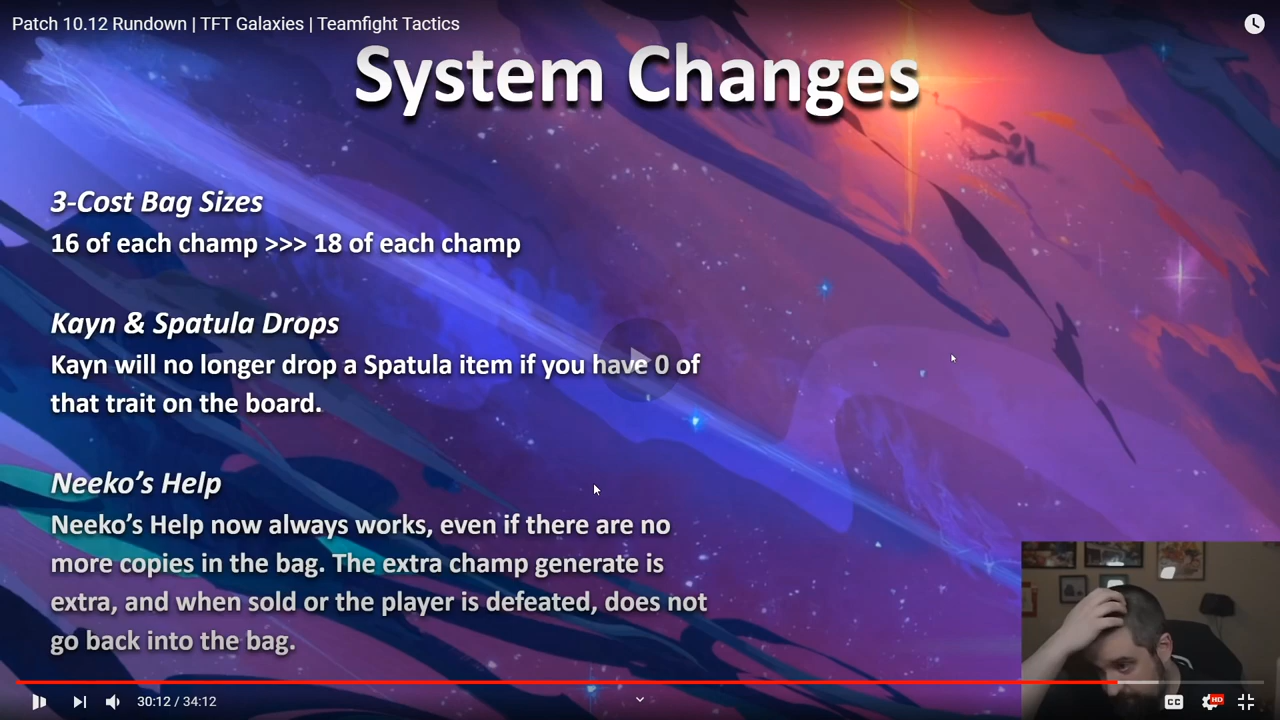 Patch 10.12 Rundown | TFT Galaxies | Teamfight Tactics
System Changes
3-Cost Bag Sizes
16 of each champ >>> 18 of each champ
Kayn & Spatula Drops
Kayn will no longer drop a Spatula item if you have 0 of
that trait on the board.
Neeko’s Help
Neeko’s Help now always works, even if there are no
more copies in the bag. The extra champ generate is
extra, and when sold or the player is defeated, does not
go back into the bag.
30:12 / 34:12
CC
HD